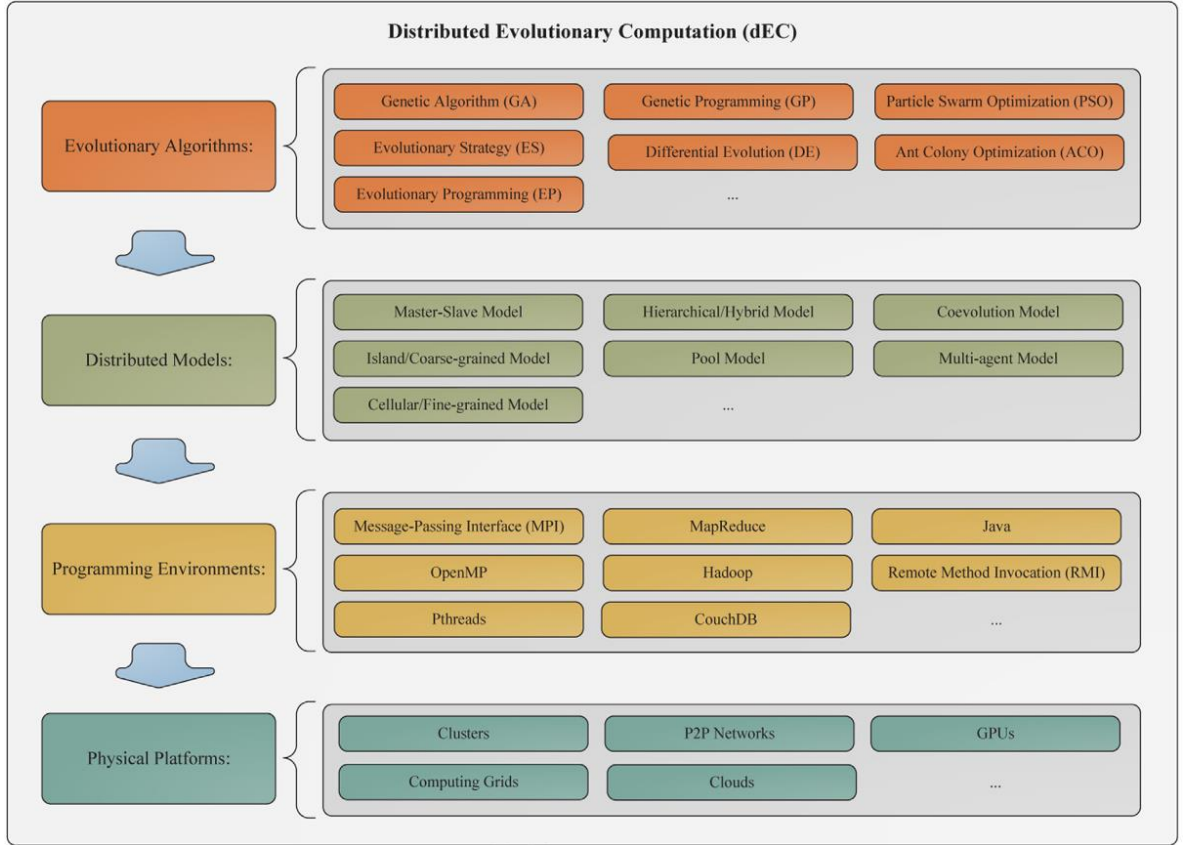 Distributed Evolutionary Computation (dEC)
Evolutionary Algorithms:
Genetic Algorithm (GA)
Genetic Programming (GP)
Particle Swarm Optimization (PSO)
Evolutionary Strategy (ES)
Differential Evolution (DE)
Ant Colony Optimization (ACO)
Evolutionary Programming (EP)
...
Distributed Models:
Master-Slave Model
Hierarchical/Hybrid Model
Coevolution Model
Island/Coarse-grained Model
Pool Model
Multi-agent Model
Cellular/Fine-grained Model
...
Programming Environments:
Message-Passing Interface (MPI)
MapReduce
Java
OpenMP
Hadoop
Remote Method Invocation (RMI)
Pthreads
CouchDB
...
Physical Platforms:
Clusters
P2P Networks
GPUs
Computing Grids
Clouds
...